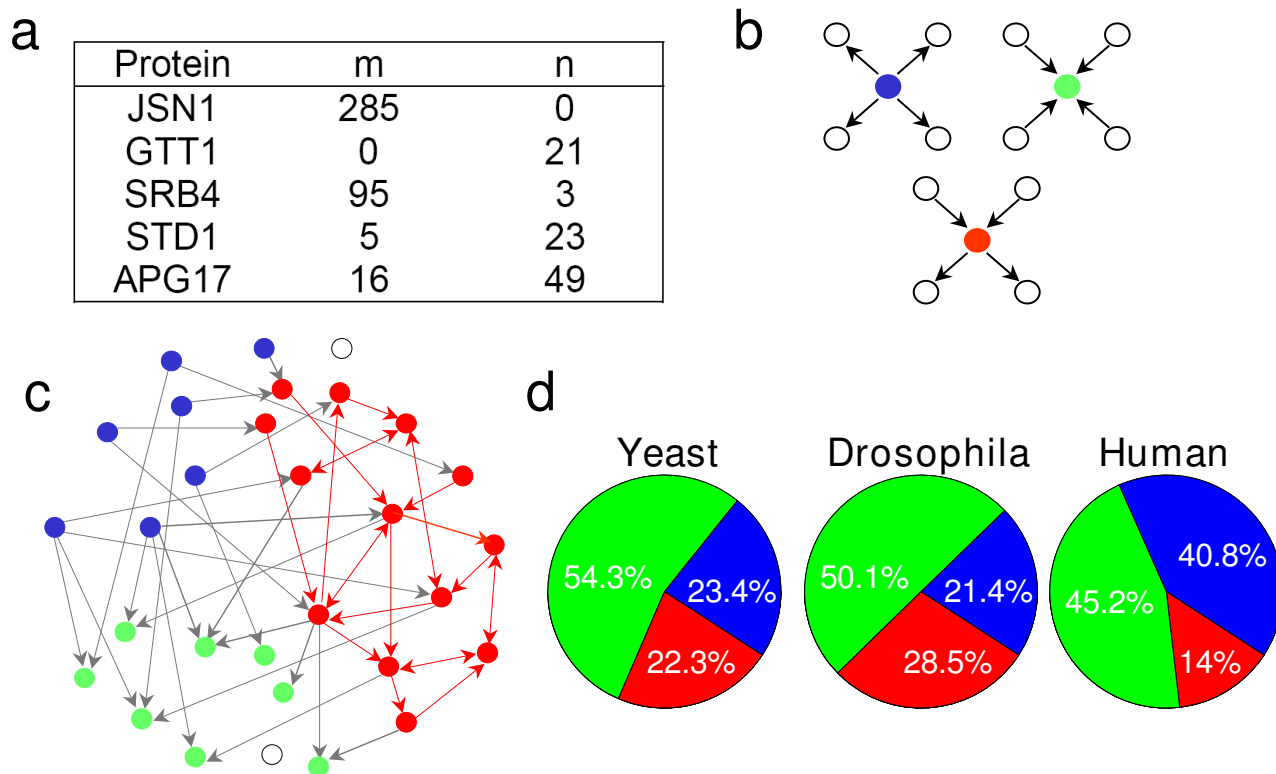 a
Protein m n
JSN1 285 0
GTT1 0 21
SRB4 95 3
STD1 5 23
APG17 16 49
b
c
d
Yeast
54.3%
23.4%
22.3%
Drosophila
50.1%
21.4%
28.5%
Human
40.8%
45.2%
14%